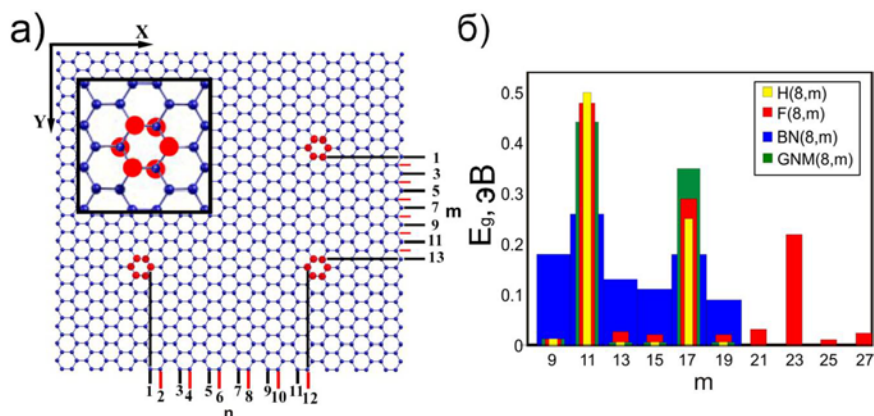 а)
X
Y
1
3
5
7
9
11
13
m
1 2 3 4 5 6 7 8 9 10 11 12
n
б)
Eg, эВ
0.5
0.4
0.3
0.2
0.1
0
H(8,m)
F(8,m)
BN(8,m)
GNM(8,m)
9 11 13 15 17 19 21 23 25 27
m